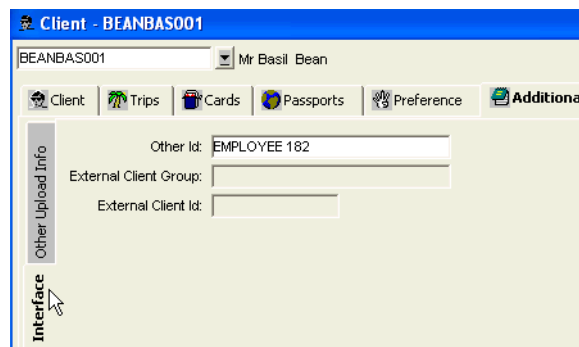 Client - BEANBAS001
BEANBAS001 Mr Basil Bean
Client Trips Cards Passports Preference Additiona
Other Upload Info
Other Id: EMPLOYEE 182
External Client Group:
External Client Id:
Interface